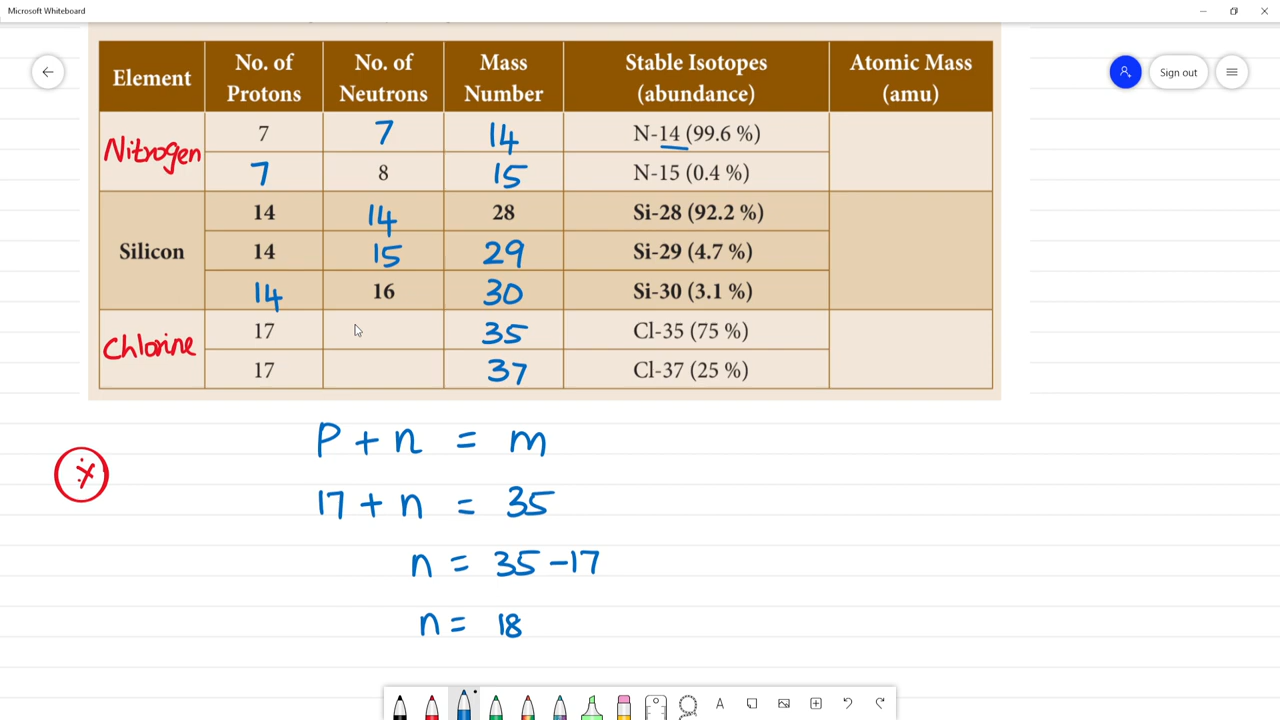 Microsoft Whiteboard
Sign out
Element No. of Protons No. of Neutrons Mass Number Stable Isotopes (abundance) Atomic Mass (amu)
Nitrogen 7 7 14 N-14 (99.6 %)
7 8 15 N-15 (0.4 %)
Silicon 14 14 28 Si-28 (92.2 %)
14 15 29 Si-29 (4.7 %)
14 16 30 Si-30 (3.1 %)
Chlorine 17 35 Cl-35 (75 %)
17 37 Cl-37 (25 %)
P + n = m
17 + n = 35
n = 35 - 17
n = 18